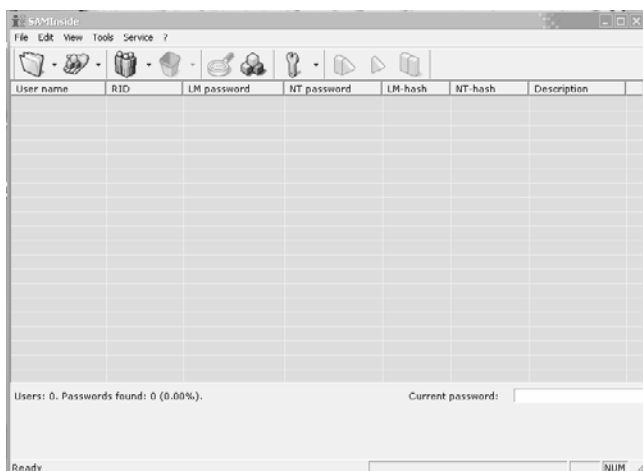 SAMInside
File Edit View Tools Service ?
User name RID LM password NT password LM-hash NT-hash Description
Users: 0. Passwords found: 0 (0.00%). Current password:
Ready NUM